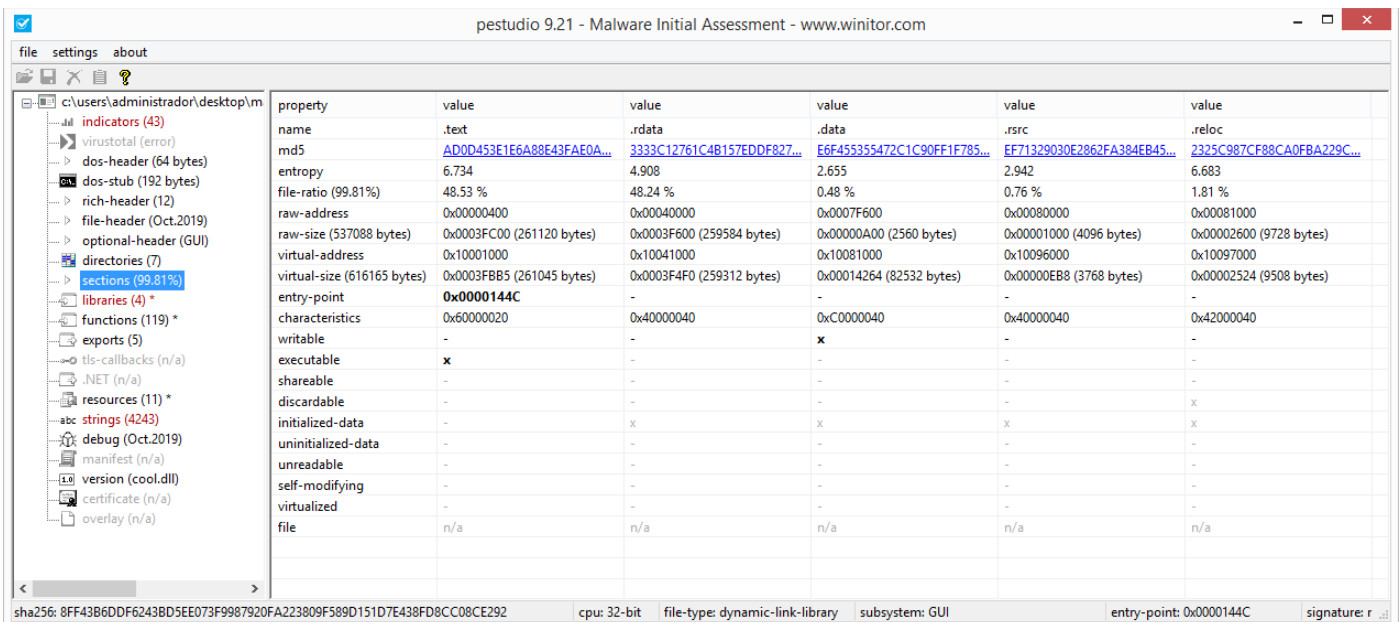 pestudio 9.21 - Malware Initial Assessment - www.winitor.com
file settings about
c:\users\administrador\desktop\m
indicators (43)
virustotal (error)
dos-header (64 bytes)
dos-stub (192 bytes)
rich-header (12)
file-header (Oct.2019)
optional-header (GUI)
directories (7)
sections (99.81%)
libraries (4) *
functions (119) *
exports (5)
tls-callbacks (n/a)
.NET (n/a)
resources (11) *
abc strings (4243)
debug (Oct.2019)
manifest (n/a)
1.0 version (cool.dll)
certificate (n/a)
overlay (n/a)
property value value value value value
name .text .rdata .data .rsrc .reloc
md5 AD0D453E1E6A88E43FAE0A... 3333C12761C4B157EDDF827... E6F455355472C1C90FF1F785... EF71329030E2862FA384EB45... 2325C987CF88CA0FBA229C...
entropy 6.734 4.908 2.655 2.942 6.683
file-ratio (99.81%) 48.53 % 48.24 % 0.48 % 0.76 % 1.81 %
raw-address 0x00000400 0x00040000 0x0007F600 0x00080000 0x00081000
raw-size (537088 bytes) 0x0003FC00 (261120 bytes) 0x0003F600 (259584 bytes) 0x00000A00 (2560 bytes) 0x00001000 (4096 bytes) 0x00002600 (9728 bytes)
virtual-address 0x10001000 0x10041000 0x10081000 0x10096000 0x10097000
virtual-size (616165 bytes) 0x0003FBB5 (261045 bytes) 0x0003F4F0 (259312 bytes) 0x00014264 (82532 bytes) 0x00000EB8 (3768 bytes) 0x00002524 (9508 bytes)
entry-point 0x0000144C - - - -
characteristics 0x60000020 0x40000040 0xC0000040 0x40000040 0x42000040
writable - - x - -
executable x - - - -
shareable - - - - -
discardable - - - - x
initialized-data - x x x x
uninitialized-data - - - - -
unreadable - - - - -
self-modifying - - - - -
virtualized - - - - -
file n/a n/a n/a n/a n/a
sha256: 8FF43B6DDF6243BD5EE073F9987920FA223809F589D151D7E438FD8CC08CE292 cpu: 32-bit file-type: dynamic-link-library subsystem: GUI entry-point: 0x0000144C signature: r